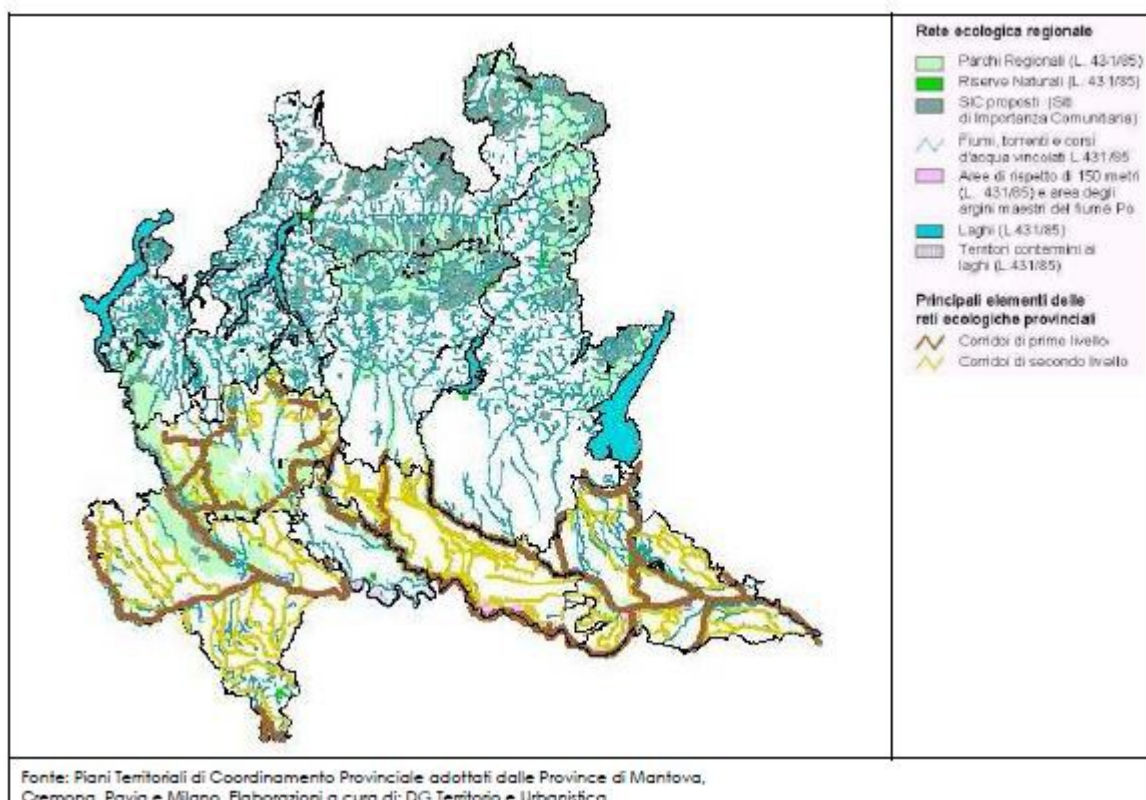 Rete ecologica regionale
Parchi Regionali (L. 431/85)
Riserve Naturali (L. 431/85)
SIC proposti (Siti
di Importanza Comunitaria)
Fiumi, torrenti e corsi
d'acqua vincolati L.431/85
Aree di rispetto di 150 metri
(L. 431/85) e area degli
argini maestri del fiume Po
Laghi (L.431/85)
Territori contermini ai
laghi (L.431/85)
Principali elementi delle
reti ecologiche provinciali
Corridoi di primo livello
Corridoi di secondo livello
Fonte: Piani Territoriali di Coordinamento Provinciale adottati dalle Province di Mantova,
Cremona, Pavia e Milano. Elaborazioni a cura di: DG Territorio e Urbanistica